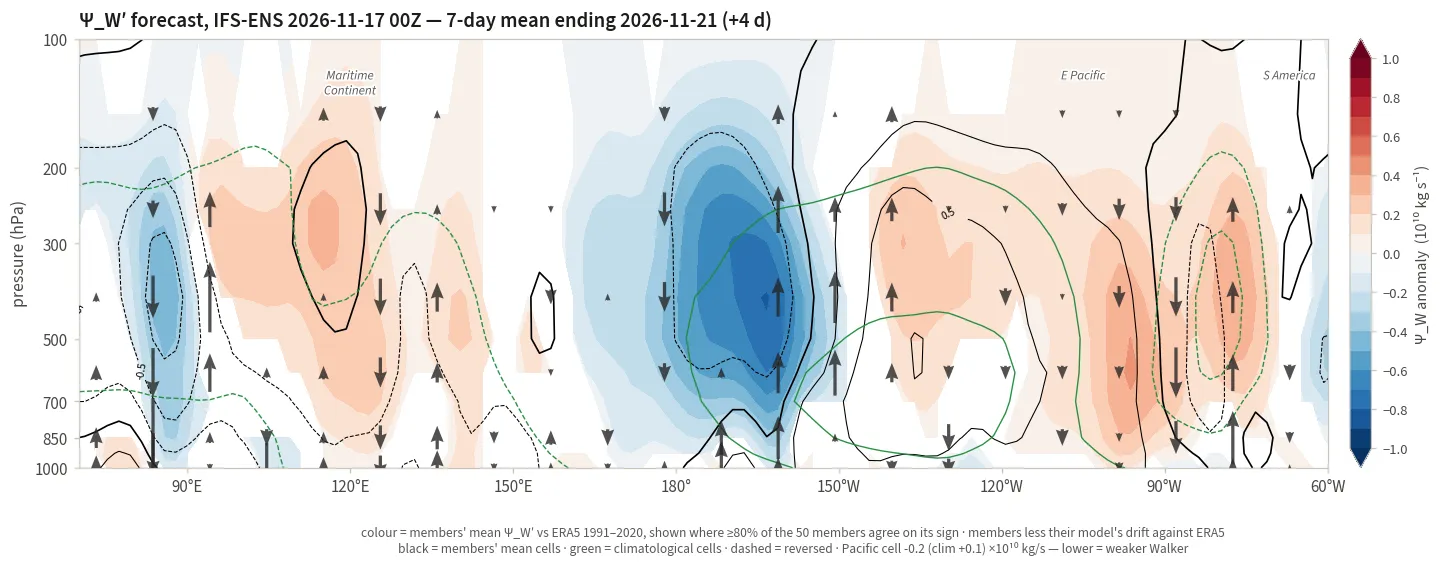 Ψ_W′ forecast, IFS-ENS 2026-11-17 00Z — 7-day mean ending 2026-11-21 (+4 d)
100
200
300
400
500
700
850
1000
pressure (hPa)
Maritime
Continent
E Pacific
S America
0.5
0.5
90°E
120°E
150°E
180°
150°W
120°W
90°W
60°W
1.0
0.8
0.6
0.4
0.2
0.0
−0.2
−0.4
−0.6
−0.8
−1.0
Ψ_W anomaly (10¹⁰ kg s⁻¹)
colour = members' mean Ψ_W′ vs ERA5 1991–2020, shown where ≥80% of the 50 members agree on its sign · members less their model's drift against ERA5
black = members' mean cells · green = climatological cells · dashed = reversed · Pacific cell -0.2 (clim +0.1) ×10¹⁰ kg/s — lower = weaker Walker